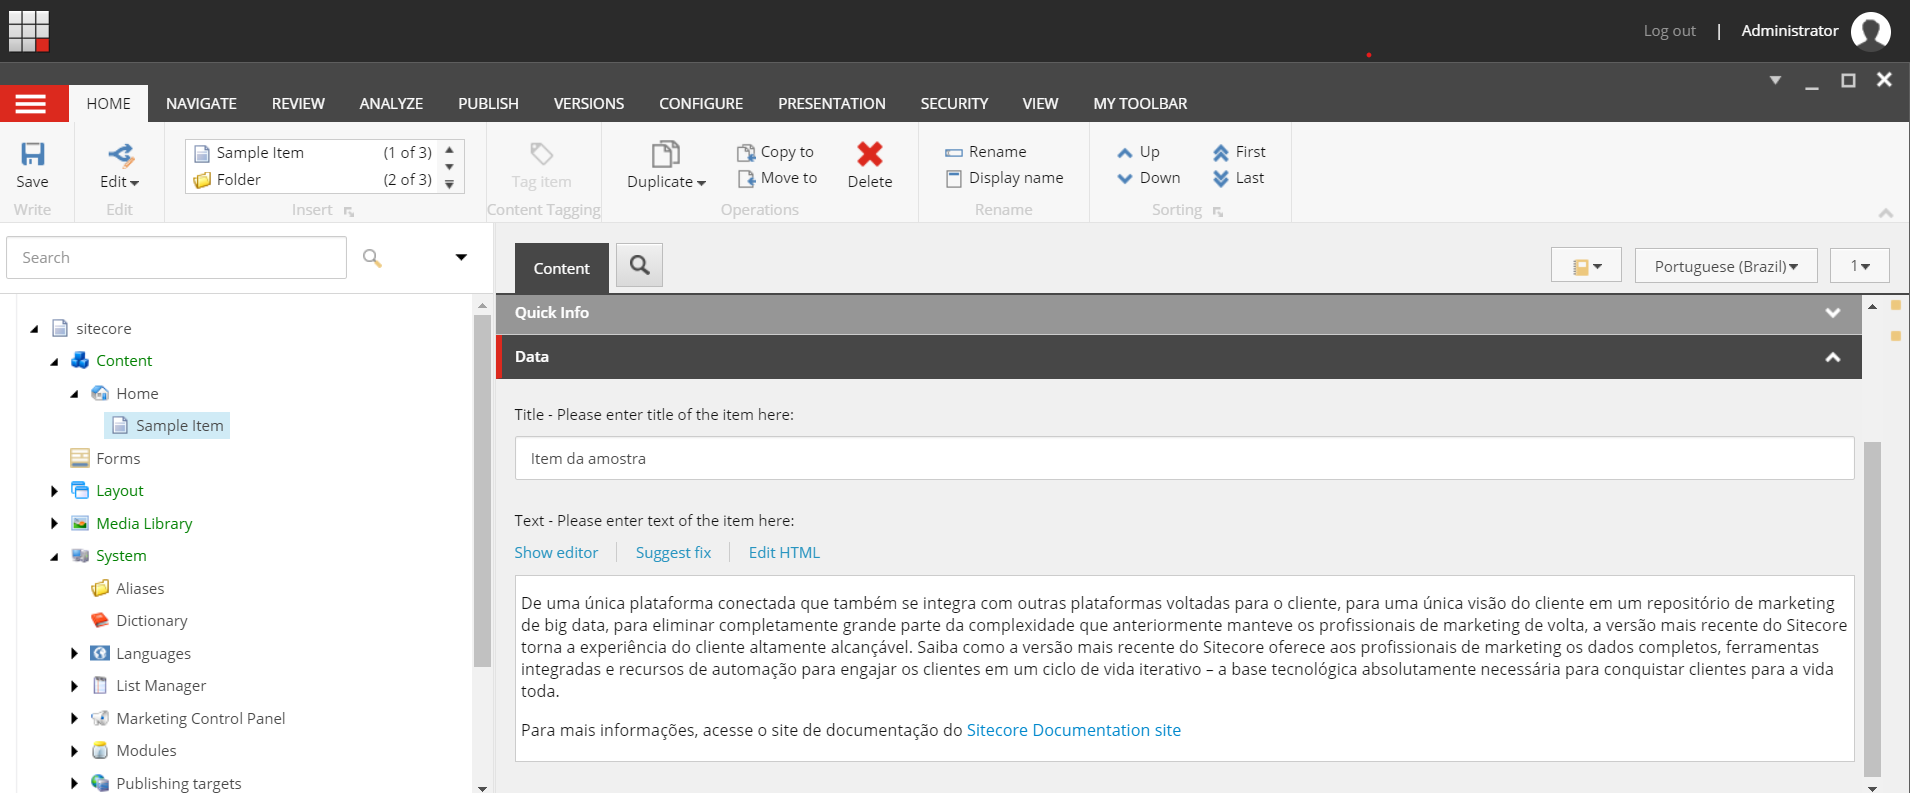 Log out | Administrator
HOME NAVIGATE REVIEW ANALYZE PUBLISH VERSIONS CONFIGURE PRESENTATION SECURITY VIEW MY TOOLBAR
Save
Write
Edit
Edit
Sample Item (1 of 3)
Folder (2 of 3)
Insert
Tag item
Content Tagging
Duplicate
Copy to
Move to
Delete
Operations
Rename
Display name
Rename
Up
Down
First
Last
Sorting
Search
sitecore
Content
Home
Sample Item
Forms
Layout
Media Library
System
Aliases
Dictionary
Languages
List Manager
Marketing Control Panel
Modules
Publishing targets
Content
Portuguese (Brazil)
1
Quick Info
Data
Title - Please enter title of the item here:
Item da amostra
Text - Please enter text of the item here:
Show editor Suggest fix Edit HTML
De uma única plataforma conectada que também se integra com outras plataformas voltadas para o cliente, para uma única visão do cliente em um repositório de marketing
de big data, para eliminar completamente grande parte da complexidade que anteriormente manteve os profissionais de marketing de volta, a versão mais recente do Sitecore
torna a experiência do cliente altamente alcançável. Saiba como a versão mais recente do Sitecore oferece aos profissionais de marketing os dados completos, ferramentas
integradas e recursos de automação para engajar os clientes em um ciclo de vida iterativo – a base tecnológica absolutamente necessária para conquistar clientes para a vida
toda.
Para mais informações, acesse o site de documentação do Sitecore Documentation site